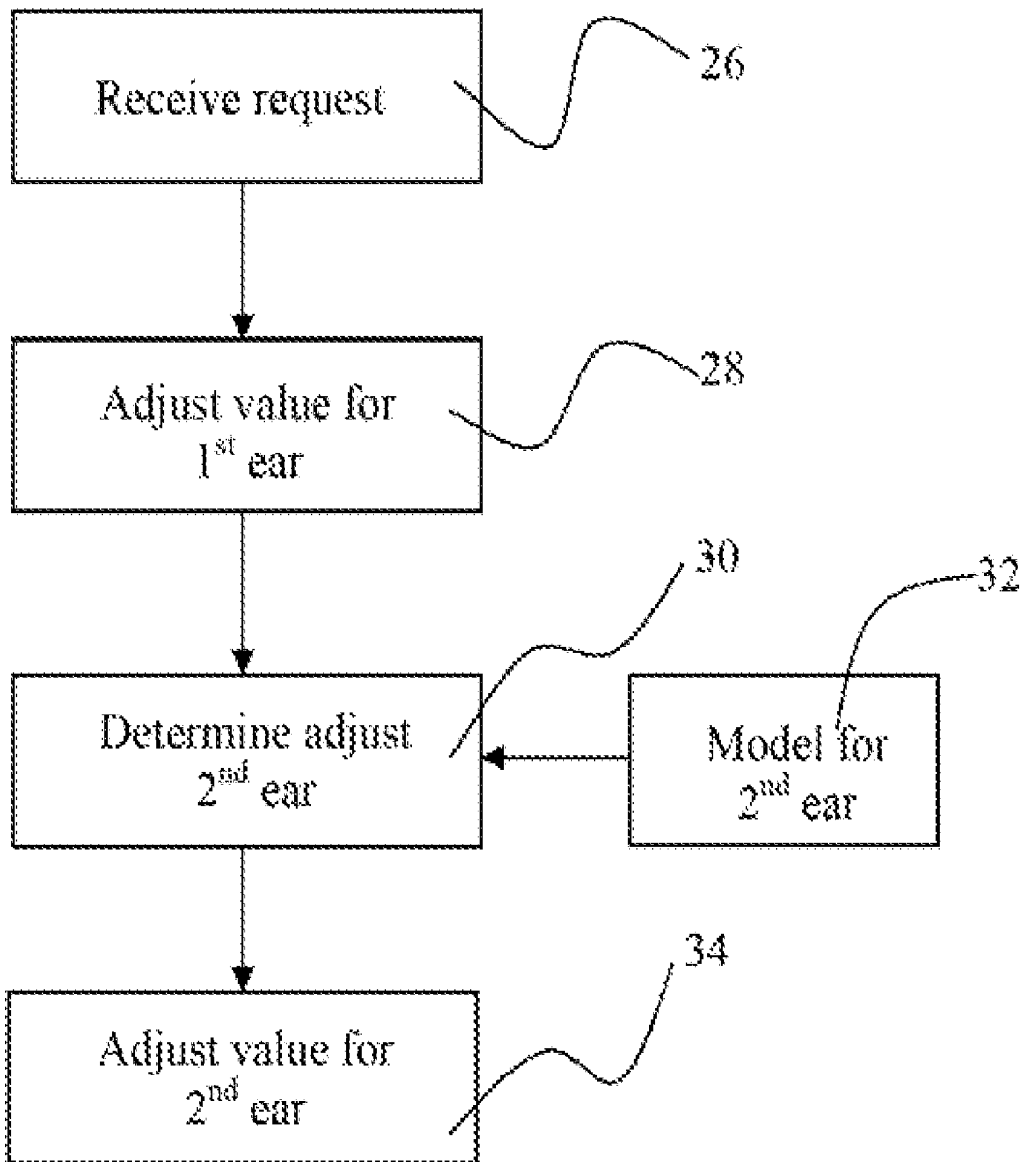 Receive request
26
Adjust value for
1st ear
28
30
32
Determine adjust
2nd ear
Model for
2nd ear
34
Adjust value for
2nd ear